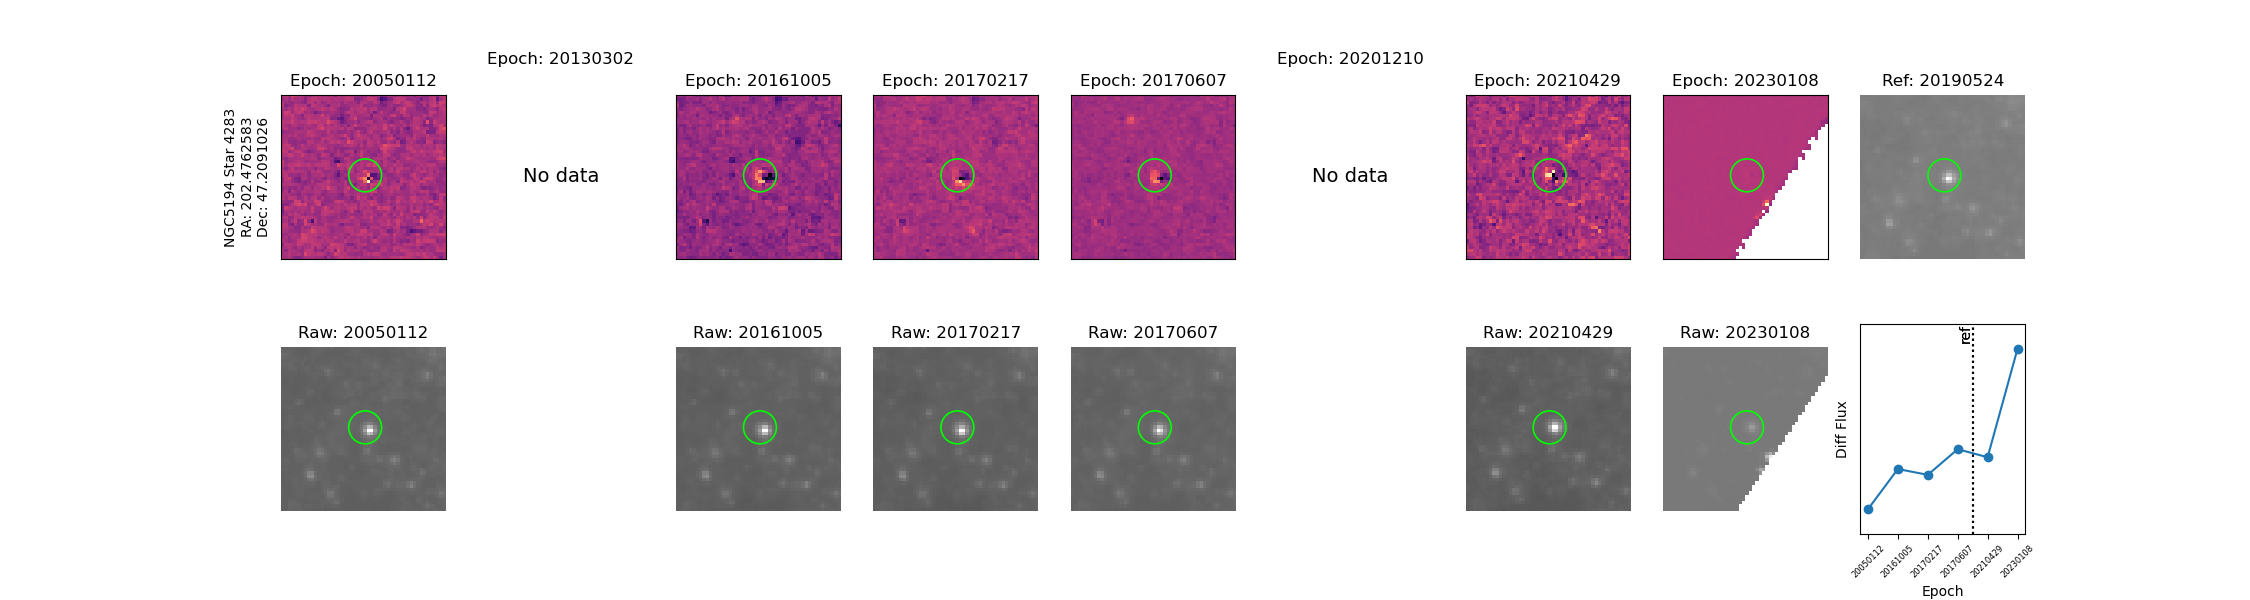 NGC5194 Star 4283
RA: 202.4762583
Dec: 47.2091026
Epoch: 20050112
Epoch: 20130302
No data
Epoch: 20161005
Epoch: 20170217
Epoch: 20170607
Epoch: 20201210
No data
Epoch: 20210429
Epoch: 20230108
Ref: 20190524
Raw: 20050112
Raw: 20161005
Raw: 20170217
Raw: 20170607
Raw: 20210429
Raw: 20230108
Diff Flux
ref
20050112
20161005
20170217
20170607
20210429
20230108
Epoch